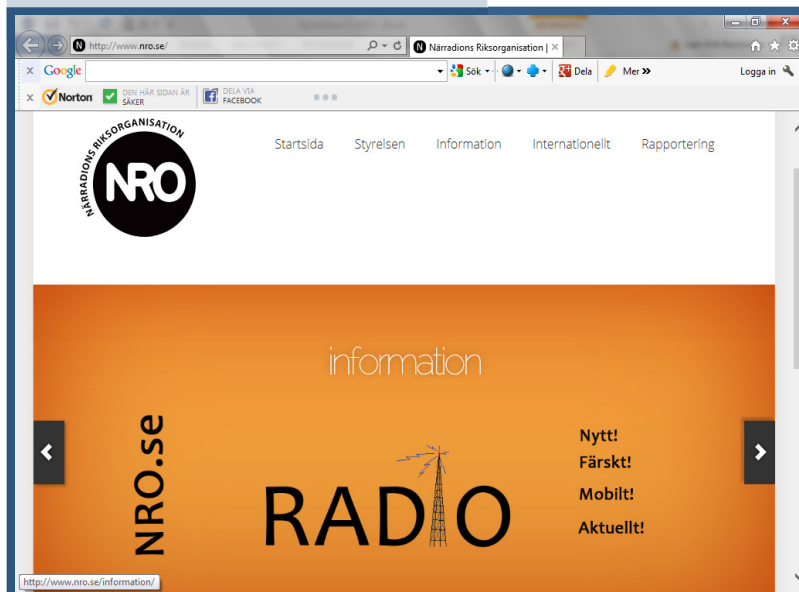 http://www.nro.se/
Närradions Riksorganisation |
Google
Sök
Dela
Mer »
Logga in
Norton
DEN HÄR SIDAN ÄR
SÄKER
DELA VIA
FACEBOOK
NÄRRADIONS RIKSORGANISATION
NRO
Startsida
Styrelsen
Information
Internationellt
Rapportering
information
NRO.se
RADIO
Nytt!
Färskt!
Mobilt!
Aktuellt!
http://www.nro.se/information/